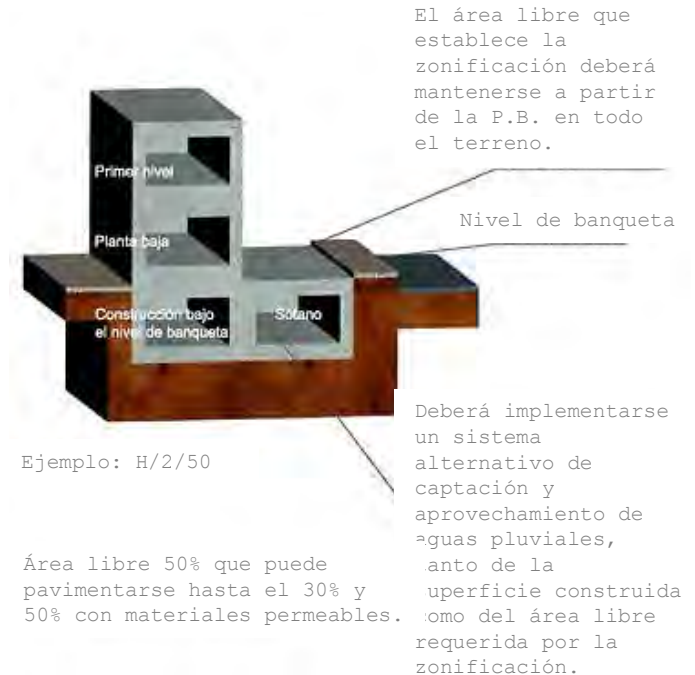 El área libre que
establece la
zonificación deberá
mantenerse a partir
de la P.B. en todo
el terreno.
Primer nivel
Nivel de banqueta
Planta baja
Construcción bajo
el nivel de banqueta
Sótano
Ejemplo: H/2/50
Deberá implementarse
un sistema
alternativo de
captación y
aprovechamiento de
aguas pluviales,
anto de la
uperficie construida
omo del área libre
requerida por la
zonificación.
Área libre 50% que puede
pavimentarse hasta el 30% y
50% con materiales permeables.